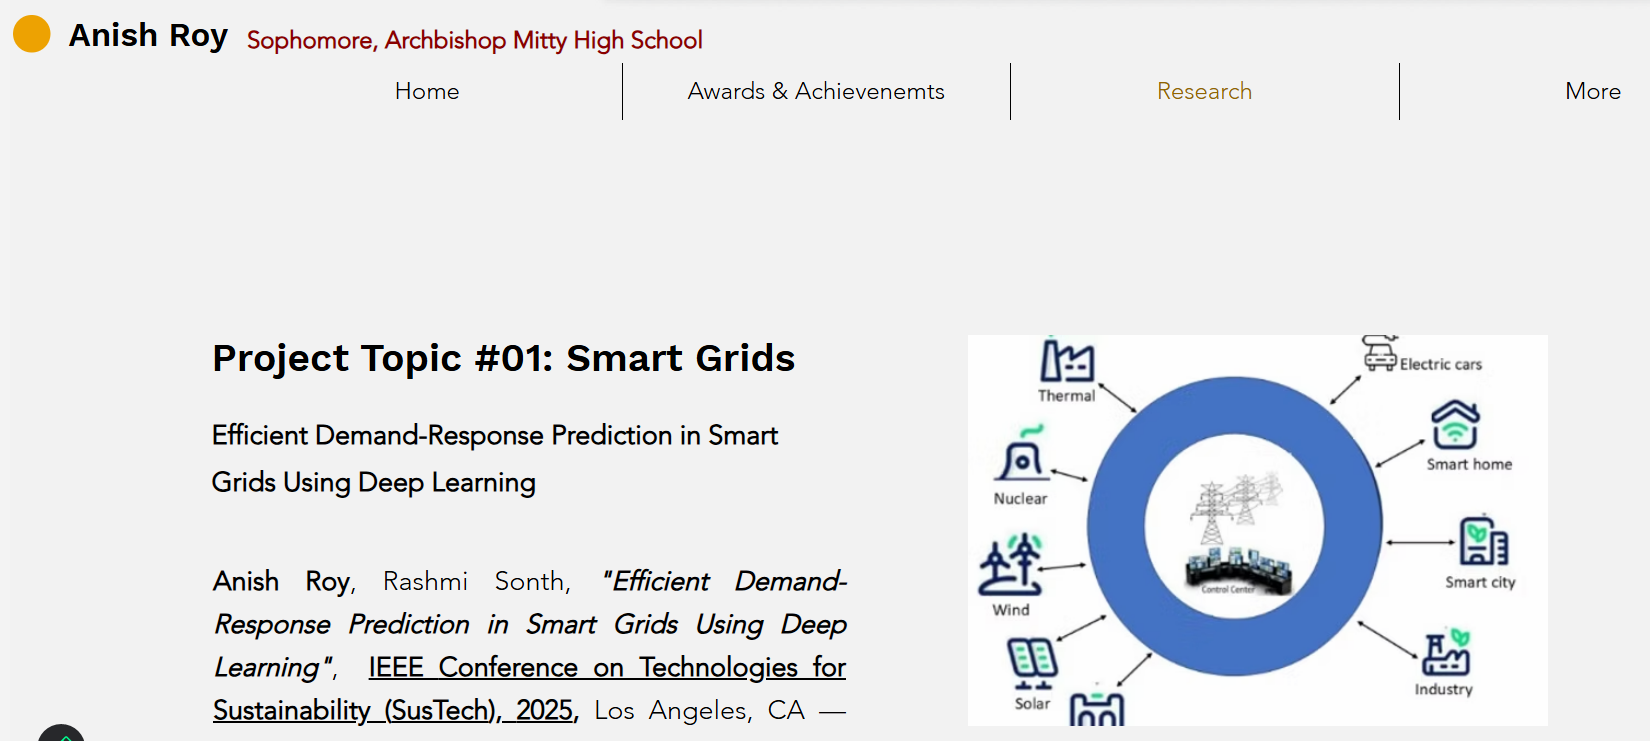 Anish Roy Sophomore, Archbishop Mitty High School
Home Awards & Achievenemts Research More
Project Topic #01: Smart Grids
Efficient Demand-Response Prediction in Smart
Grids Using Deep Learning
Anish Roy, Rashmi Sonth, "Efficient Demand-
Response Prediction in Smart Grids Using Deep
Learning", IEEE Conference on Technologies for
Sustainability (SusTech), 2025, Los Angeles, CA —
Thermal
Nuclear
Wind
Solar
Control Center
Electric cars
Smart home
Smart city
Industry